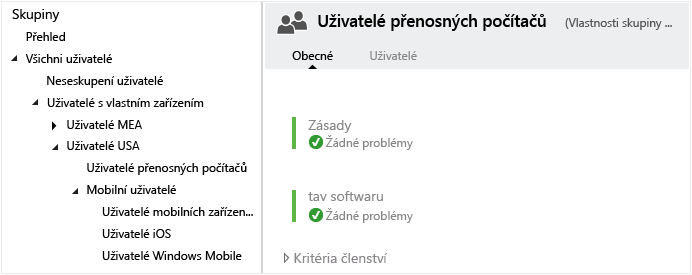 Skupiny
Přehled
Všichni uživatelé
Neseskupení uživatelé
Uživatelé s vlastním zařízením
Uživatelé MEA
Uživatelé USA
Uživatelé přenosných počítačů
Mobilní uživatelé
Uživatelé mobilních zařízen...
Uživatelé iOS
Uživatelé Windows Mobile
Uživatelé přenosných počítačů (Vlastnosti skupiny ...
Obecné Uživatelé
Zásady
Žádné problémy
tav softwaru
Žádné problémy
Kritéria členství